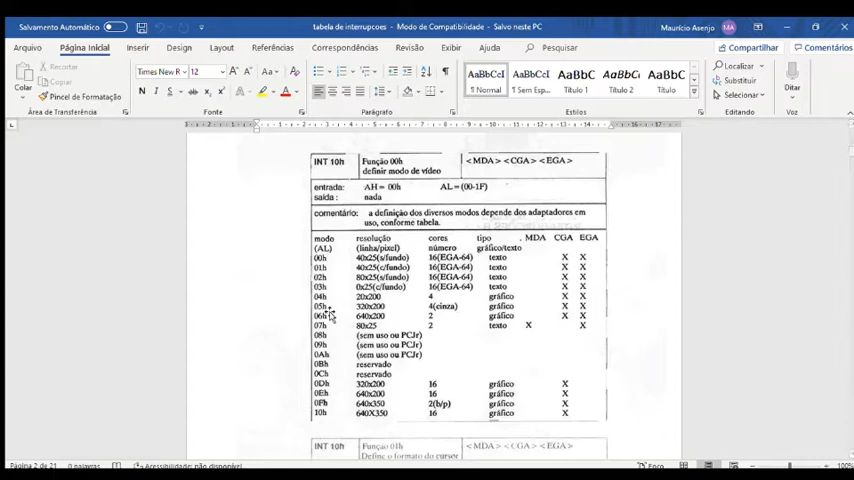 Salvamento Automático
tabela de interrupcoes - Modo de Compatibilidade - Salvo neste PC
Maurício Asenjo
MA
Arquivo Página Inicial Inserir Design Layout Referências Correspondências Revisão Exibir Ajuda Pesquisar Compartilhar Comentários
Colar
Recortar
Copiar
Pincel de Formatação
Times New R 12
N I S
AaBbCcI AaBbCcI AaBbC AaBbCc AaBbC
¶ Normal ¶ Sem Esp...
Localizar
Substituir
Selecionar
Ditar
Área de Transferência Fonte Parágrafo Estilos Editando Voz
INT 10h Função 00h <MDA> <CGA> <EGA>
definir modo de vídeo
entrada: AH = 00h AL = (00-1F)
saída: nada
comentário: a definição dos diversos modos depende dos adaptadores em
uso, conforme tabela.
modo resolução cores tipo . MDA CGA EGA
(AL) (linha/pixel) número gráfico/texto
00h 40x25(s/fundo) 16(EGA-64) texto X X
01h 40x25(c/fundo) 16(EGA-64) texto X X
02h 80x25(s/fundo) 16(EGA-64) texto X X
03h 0x25(c/fundo) 16(EGA-64) texto X X
04h 20x200 4 gráfico X X
05h 320x200 4(cinza) gráfico X X
06h 640x200 2 gráfico X X
07h 80x25 2 texto X X
08h (sem uso ou PCJr)
09h (sem uso ou PCJr)
0Ah (sem uso ou PCJr)
0Bh reservado
0Ch reservado
0Dh 320x200 16 gráfico X
0Eh 640x200 16 gráfico X
0Fh 640x350 2(b/p) gráfico X
10h 640X350 16 gráfico X
INT 10h Função 01h <MDA> <CGA> <EGA>
Define o formato do cursor
Página 2 de 21 0 palavras Acessibilidade: não disponível Foco 100%